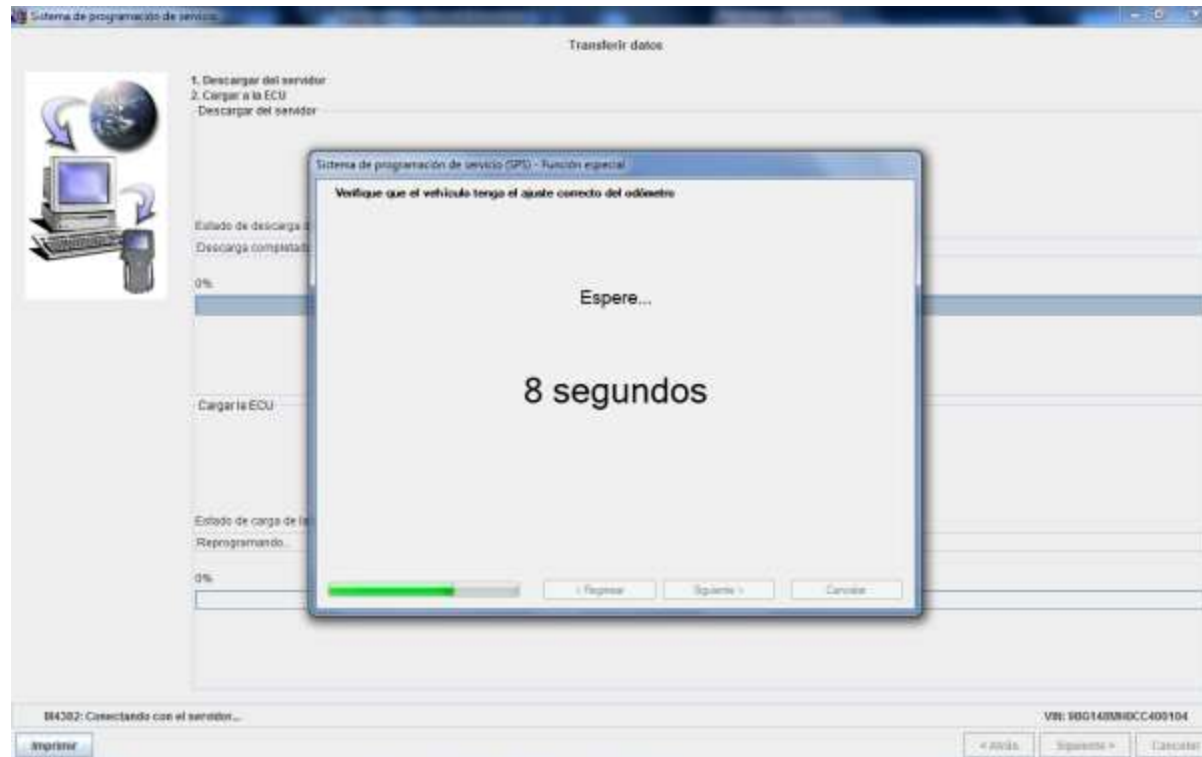 Sistema de programación de servicio
Transferir datos
1. Descargar del servidor
2. Cargar a la ECU
Descargar del servidor
Sistema de programación de servicio (SPS) - Función especial
Verifique que el vehículo tenga el ajuste correcto del odómetro
Estado de descarga
Descarga completada
0%
Espere...
8 segundos
Cargar la ECU
Estado de carga de la
Reprogramando..
0%
< Regresar
Siguiente >
Cancelar
Conectando con el servidor...
VIN:
Imprimir
< Atrás
Siguiente >
Cancelar